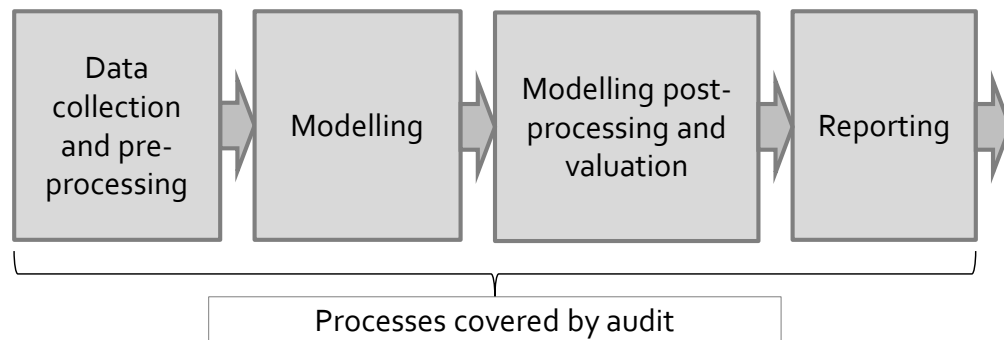 Data
collection
and pre-
processing
Modelling
Modelling post-
processing and
valuation
Reporting
Processes covered by audit